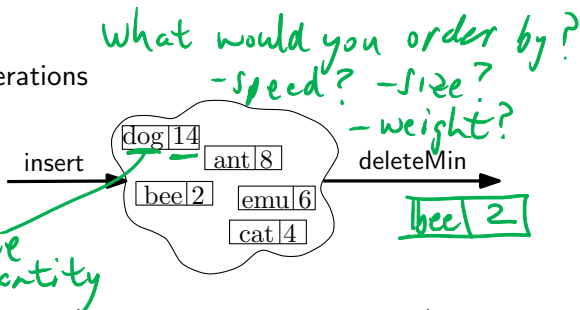 what would you order by?
erations
-speed? -size?
-weight?
dog 14
insert
ant 8
deleteMin
bee 2
emu 6
bee 2
cat 4